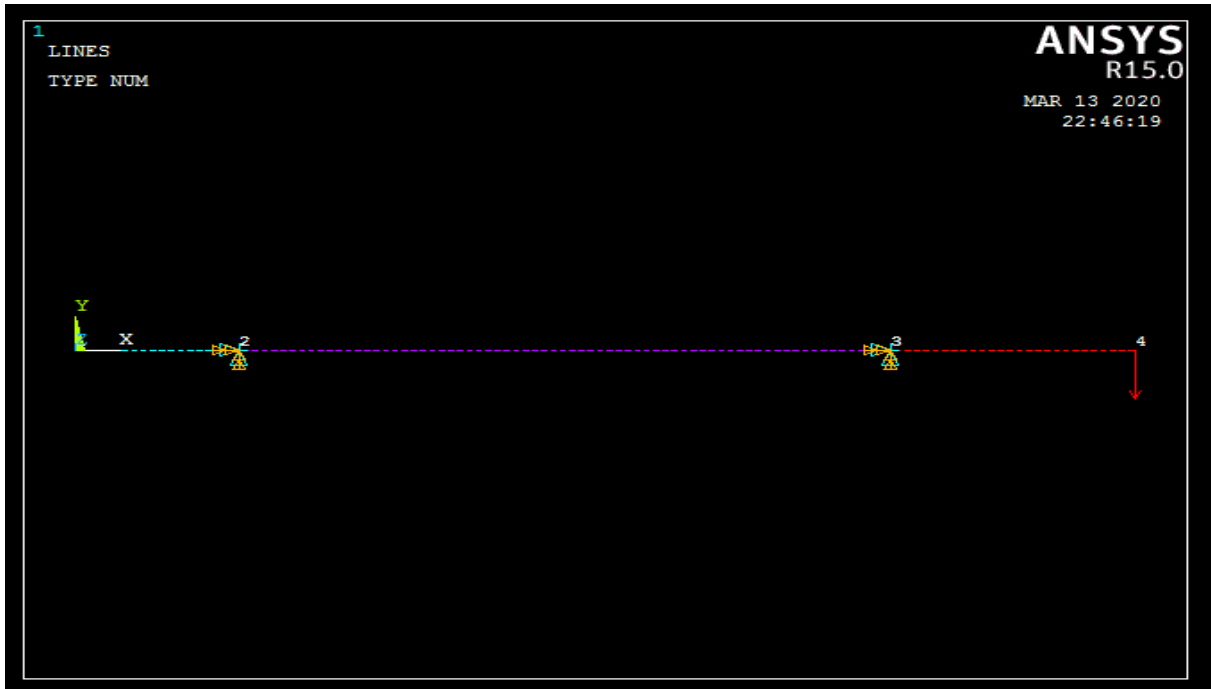 1
LINES
TYPE NUM
ANSYS
R15.0
MAR 13 2020
22:46:19
Y
Z X 2 3 4